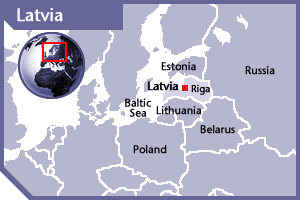 Latvia
Estonia
Russia
Latvia
Riga
Baltic
Sea
Lithuania
Belarus
Poland